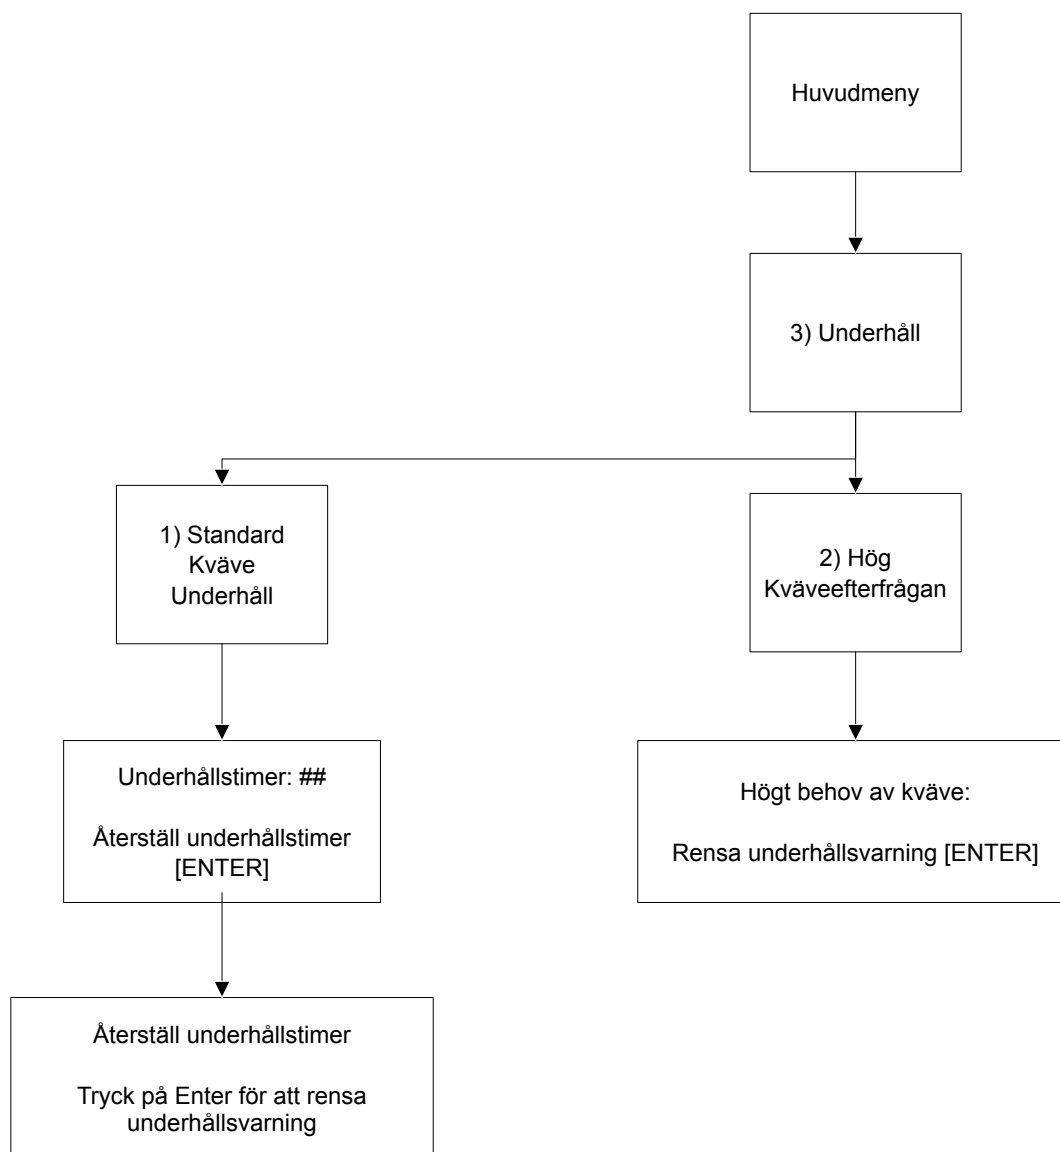 Huvudmeny
3) Underhåll
1) Standard
Kväve
Underhåll
2) Hög
Kväveefterfrågan
Underhållstimer: ##
Återställ underhållstimer
[ENTER]
Högt behov av kväve:
Rensa underhållsvarning [ENTER]
Återställ underhållstimer
Tryck på Enter för att rensa
underhållsvarning